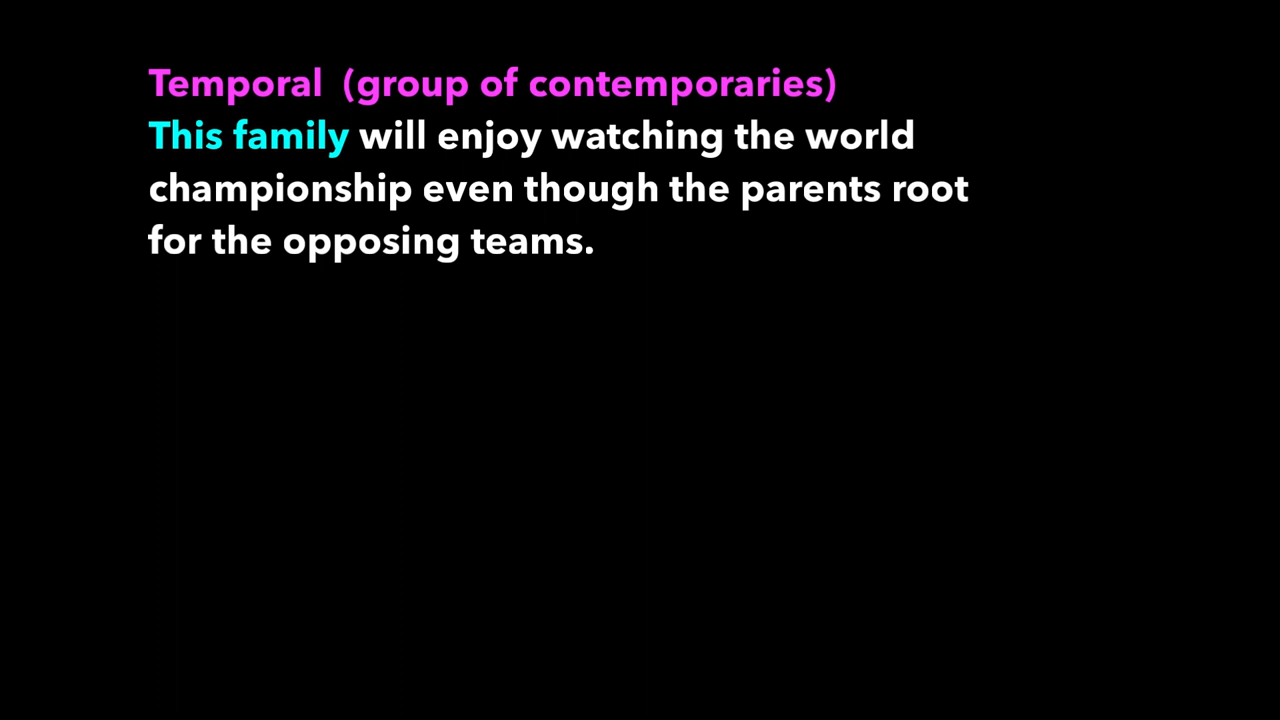 Temporal (group of contemporaries)
This family will enjoy watching the world
championship even though the parents root
for the opposing teams.